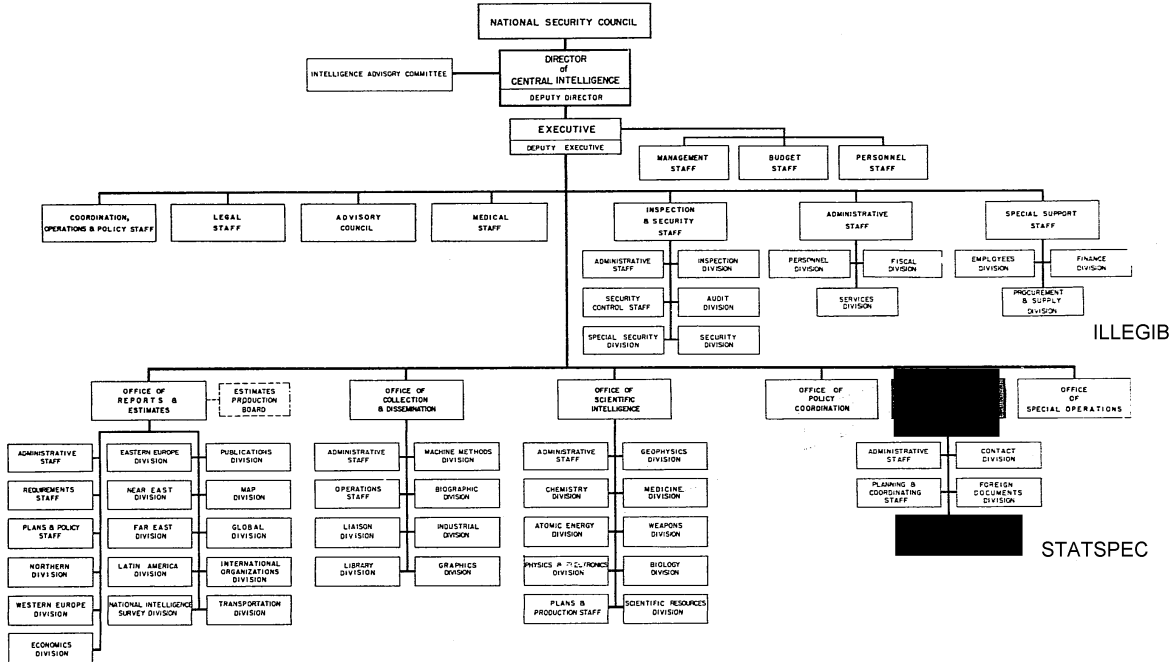 NATIONAL SECURITY COUNCIL
DIRECTOR
of
CENTRAL INTELLIGENCE
DEPUTY DIRECTOR
INTELLIGENCE ADVISORY COMMITTEE
EXECUTIVE
DEPUTY EXECUTIVE
MANAGEMENT
STAFF
BUDGET
STAFF
PERSONNEL
STAFF
COORDINATION,
OPERATIONS & POLICY STAFF
LEGAL
STAFF
ADVISORY
COUNCIL
MEDICAL
STAFF
INSPECTION
& SECURITY
STAFF
ADMINISTRATIVE
STAFF
SPECIAL SUPPORT
STAFF
ADMINISTRATIVE
STAFF
INSPECTION
DIVISION
SECURITY
CONTROL STAFF
AUDIT
DIVISION
SPECIAL SECURITY
DIVISION
SECURITY
DIVISION
PERSONNEL
DIVISION
FISCAL
DIVISION
SERVICES
DIVISION
EMPLOYEES
DIVISION
FINANCE
DIVISION
PROCUREMENT
& SUPPLY
DIVISION
ILLEGIB
OFFICE OF
REPORTS &
ESTIMATES
ESTIMATES
PRODUCTION
BOARD
OFFICE OF
COLLECTION
& DISSEMINATION
OFFICE OF
SCIENTIFIC
INTELLIGENCE
OFFICE OF
POLICY
COORDINATION
OFFICE
OF
SPECIAL OPERATIONS
ADMINISTRATIVE
STAFF
EASTERN EUROPE
DIVISION
PUBLICATIONS
DIVISION
REQUIREMENTS
STAFF
NEAR EAST
DIVISION
MAP
DIVISION
PLANS & POLICY
STAFF
FAR EAST
DIVISION
GLOBAL
DIVISION
NORTHERN
DIVISION
LATIN AMERICA
DIVISION
INTERNATIONAL
ORGANIZATIONS
DIVISION
WESTERN EUROPE
DIVISION
NATIONAL INTELLIGENCE
SURVEY DIVISION
TRANSPORTATION
DIVISION
ECONOMICS
DIVISION
ADMINISTRATIVE
STAFF
MACHINE METHODS
DIVISION
OPERATIONS
STAFF
BIOGRAPHIC
DIVISION
LIAISON
DIVISION
INDUSTRIAL
DIVISION
LIBRARY
DIVISION
GRAPHICS
DIVISION
ADMINISTRATIVE
STAFF
GEOPHYSICS
DIVISION
CHEMISTRY
DIVISION
MEDICINE
DIVISION
ATOMIC ENERGY
DIVISION
WEAPONS
DIVISION
PHYSICS & ELECTRONICS
DIVISION
BIOLOGY
DIVISION
PLANS &
PRODUCTION STAFF
SCIENTIFIC RESOURCES
DIVISION
ADMINISTRATIVE
STAFF
CONTACT
DIVISION
PLANNING &
COORDINATING STAFF
FOREIGN
DOCUMENTS
DIVISION
STATSPEC